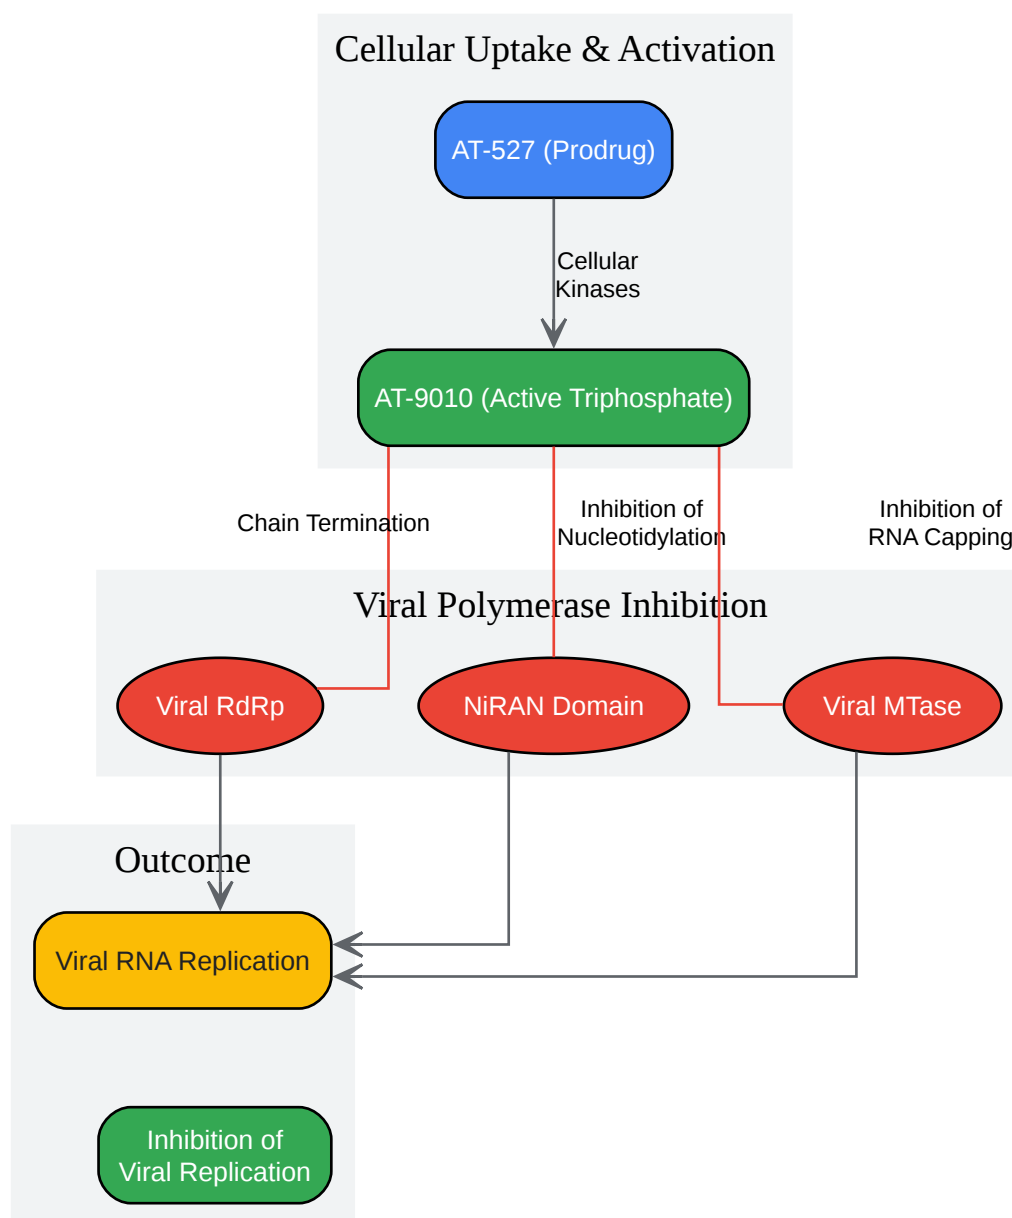 Cellular Uptake & Activation
AT-527 (Prodrug)
Cellular
Kinases
AT-9010 (Active Triphosphate)
Chain Termination
Inhibition of
Nucleotidylation
Inhibition of
RNA Capping
Viral Polymerase Inhibition
Viral RdRp
NiRAN Domain
Viral MTase
Outcome
Viral RNA Replication
Inhibition of
Viral Replication